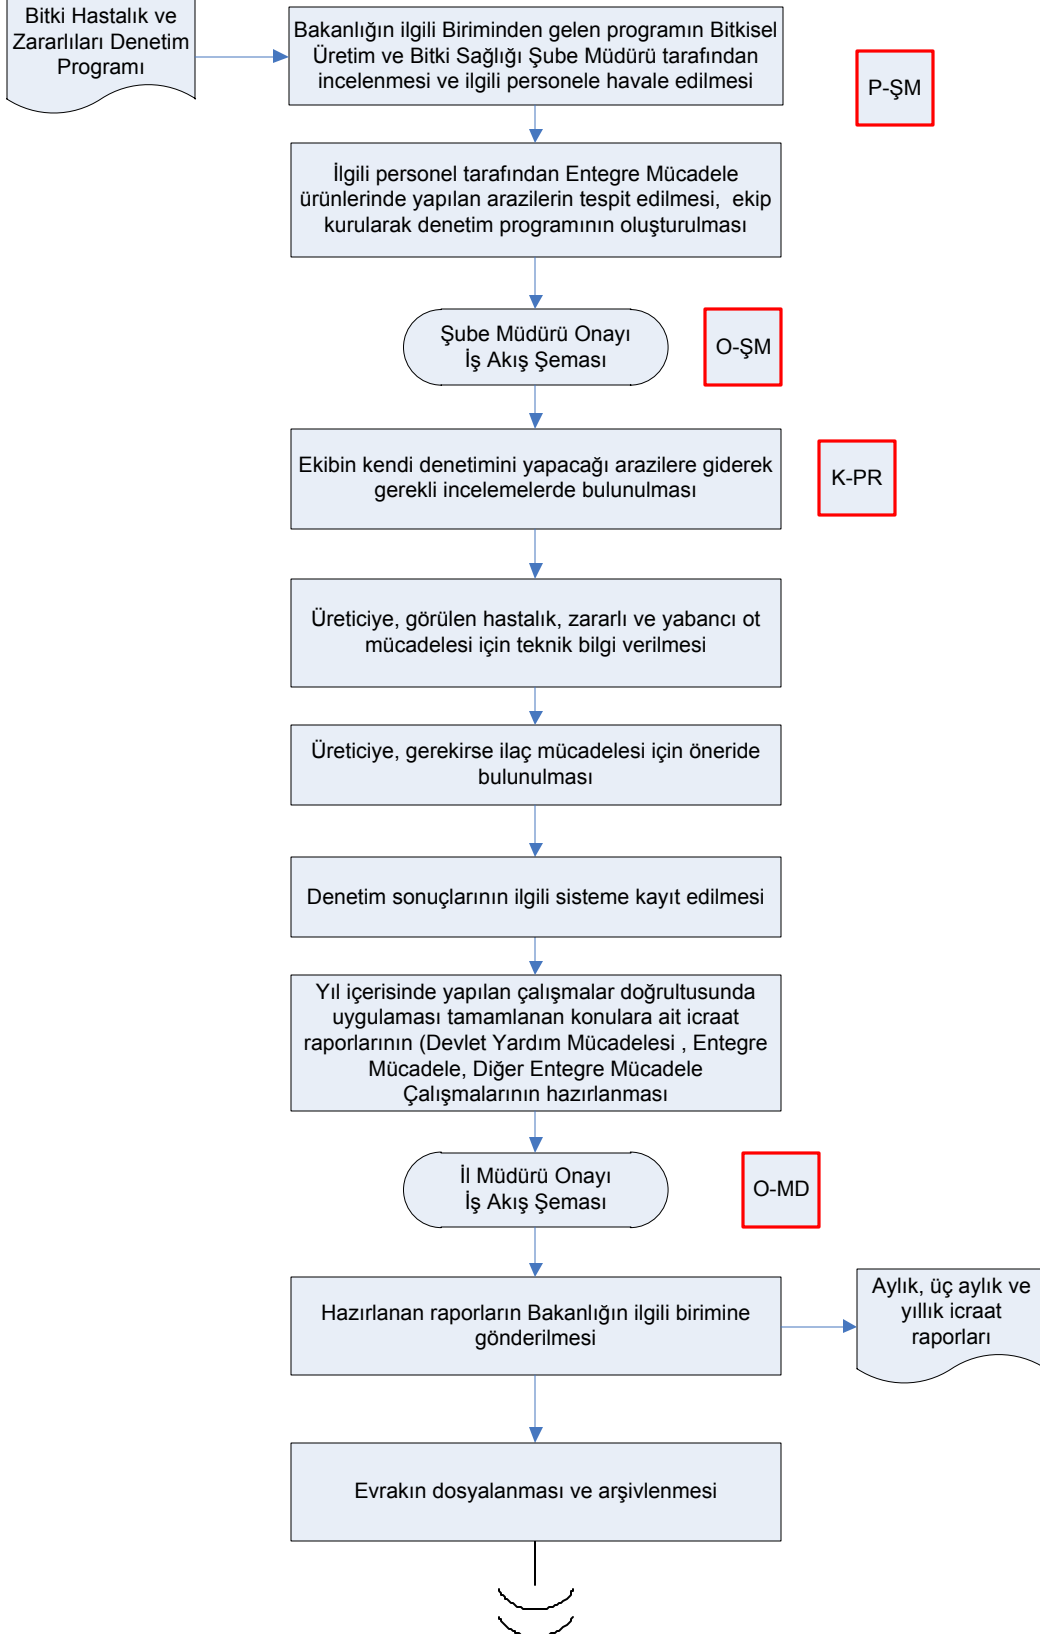 Bitki Hastalık ve
Zararlıları Denetim
Programı
Bakanlığın ilgili Biriminden gelen programın Bitkisel
Üretim ve Bitki Sağlığı Şube Müdürü tarafından
incelenmesi ve ilgili personele havale edilmesi
P-ŞM
İlgili personel tarafından Entegre Mücadele
ürünlerinde yapılan arazilerin tespit edilmesi, ekip
kurularak denetim programının oluşturulması
Şube Müdürü Onayı
İş Akış Şeması
O-ŞM
Ekibin kendi denetimini yapacağı arazilere giderek
gerekli incelemelerde bulunulması
K-PR
Üreticiye, görülen hastalık, zararlı ve yabancı ot
mücadelesi için teknik bilgi verilmesi
Üreticiye, gerekirse ilaç mücadelesi için öneride
bulunulması
Denetim sonuçlarının ilgili sisteme kayıt edilmesi
Yıl içerisinde yapılan çalışmalar doğrultusunda
uygulaması tamamlanan konulara ait icraat
raporlarının (Devlet Yardım Mücadelesi , Entegre
Mücadele, Diğer Entegre Mücadele
Çalışmalarının hazırlanması
İl Müdürü Onayı
İş Akış Şeması
O-MD
Hazırlanan raporların Bakanlığın ilgili birimine
gönderilmesi
Aylık, üç aylık ve
yıllık icraat
raporları
Evrakın dosyalanması ve arşivlenmesi